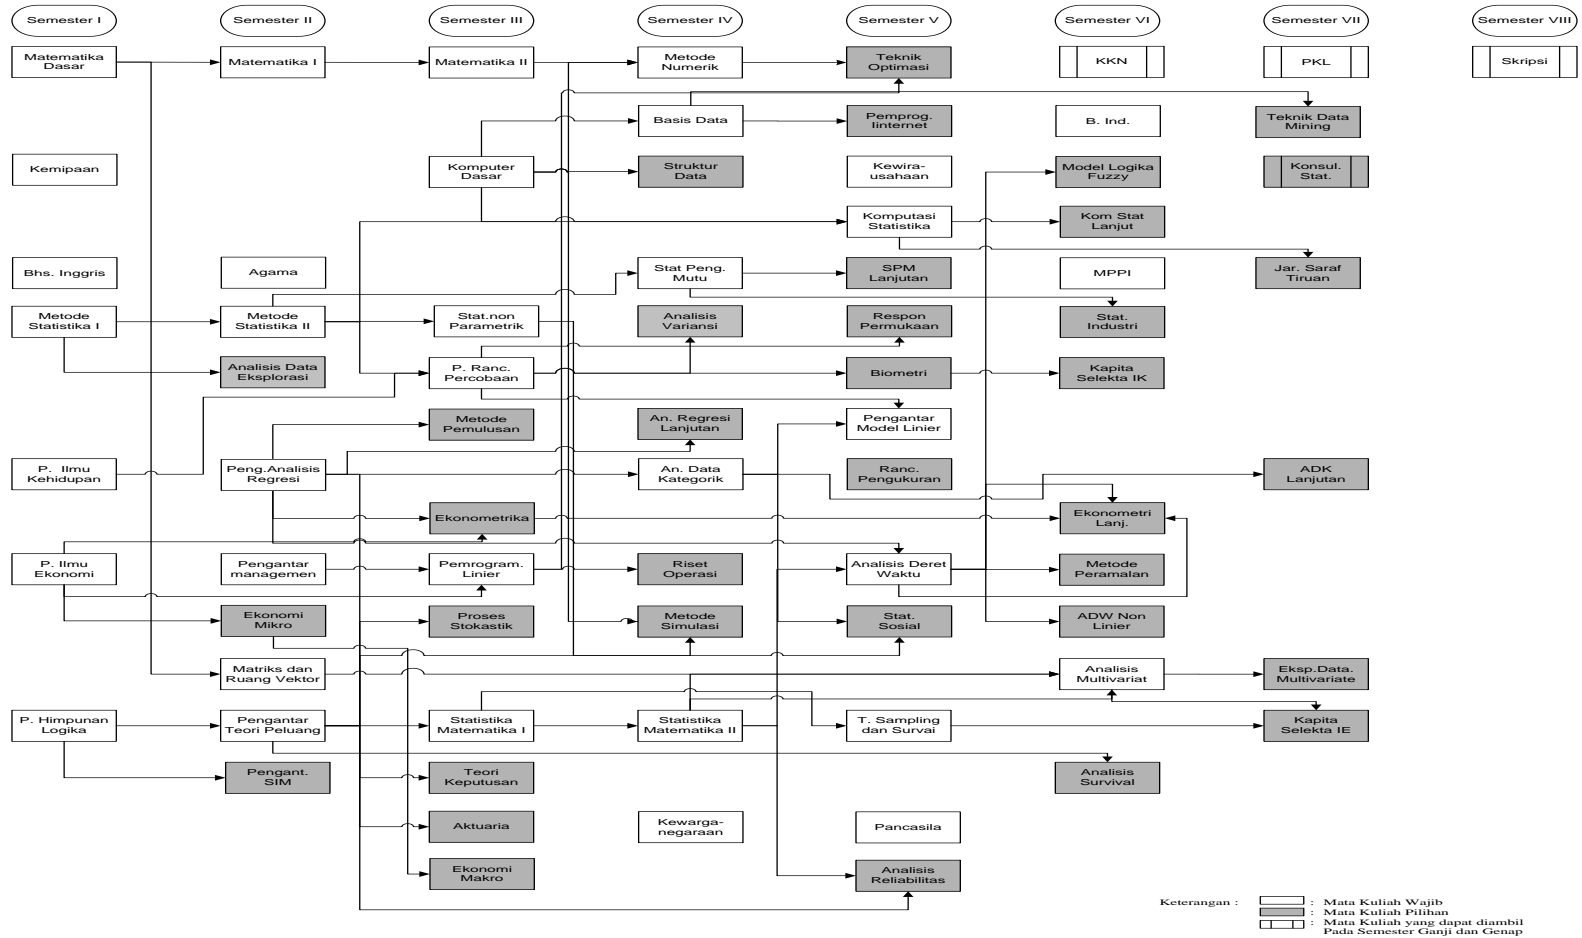 Semester I
Semester II
Semester III
Semester IV
Semester V
Semester VI
Semester VII
Semester VIII
Matematika
Dasar
Matematika I
Matematika II
Metode
Numerik
Teknik
Optimasi
KKN
PKL
Skripsi
Basis Data
Pemprog.
Iinternet
B. Ind.
Teknik Data
Mining
Kemipaan
Komputer
Dasar
Struktur
Data
Kewira-
usahaan
Model Logika
Fuzzy
Konsul.
Stat.
Komputasi
Statistika
Kom Stat
Lanjut
Bhs. Inggris
Agama
Stat Peng.
Mutu
SPM
Lanjutan
MPPI
Jar. Saraf
Tiruan
Metode
Statistika I
Metode
Statistika II
Stat.non
Parametrik
Analisis
Variansi
Respon
Permukaan
Stat.
Industri
Analisis Data
Eksplorasi
P. Ranc.
Percobaan
Biometri
Kapita
Selekta IK
Metode
Pemulusan
An. Regresi
Lanjutan
Pengantar
Model Linier
P. Ilmu
Kehidupan
Peng.Analisis
Regresi
An. Data
Kategorik
Ranc.
Pengukuran
ADK
Lanjutan
Ekonometrika
Ekonometri
Lanj.
P. Ilmu
Ekonomi
Pengantar
managemen
Pemrogram.
Linier
Riset
Operasi
Analisis Deret
Waktu
Metode
Peramalan
Ekonomi
Mikro
Proses
Stokastik
Metode
Simulasi
Stat.
Sosial
ADW Non
Linier
Matriks dan
Ruang Vektor
Analisis
Multivariat
Eksp.Data.
Multivariate
P. Himpunan
Logika
Pengantar
Teori Peluang
Statistika
Matematika I
Statistika
Matematika II
T. Sampling
dan Survai
Kapita
Selekta IE
Pengant.
SIM
Teori
Keputusan
Analisis
Survival
Aktuaria
Kewarga-
negaraan
Pancasila
Ekonomi
Makro
Analisis
Reliabilitas
Keterangan :
: Mata Kuliah Wajib
: Mata Kuliah Pilihan
: Mata Kuliah yang dapat diambil
Pada Semester Ganji dan Genap